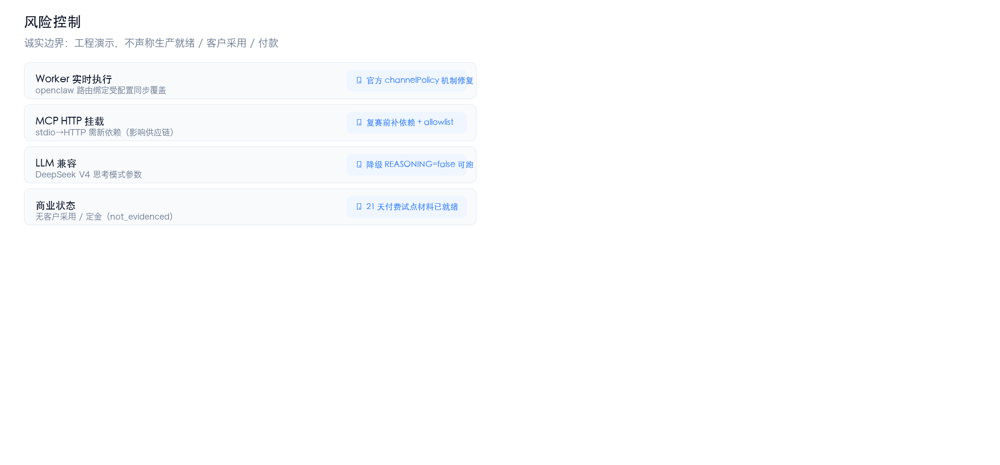 风险控制
诚实边界：工程演示，不声称生产就绪 / 客户采用 / 付款
Worker 实时执行
官方 channelPolicy 机制修复
openclaw 路由绑定受配置同步覆盖
MCP HTTP 挂载
复赛前补依赖 + allowlist
stdio→HTTP 需新依赖（影响供应链）
LLM 兼容
降级 REASONING=false 可跑
DeepSeek V4 思考模式参数
商业状态
21 天付费试点材料已就绪
无客户采用 / 定金（not_evidenced）